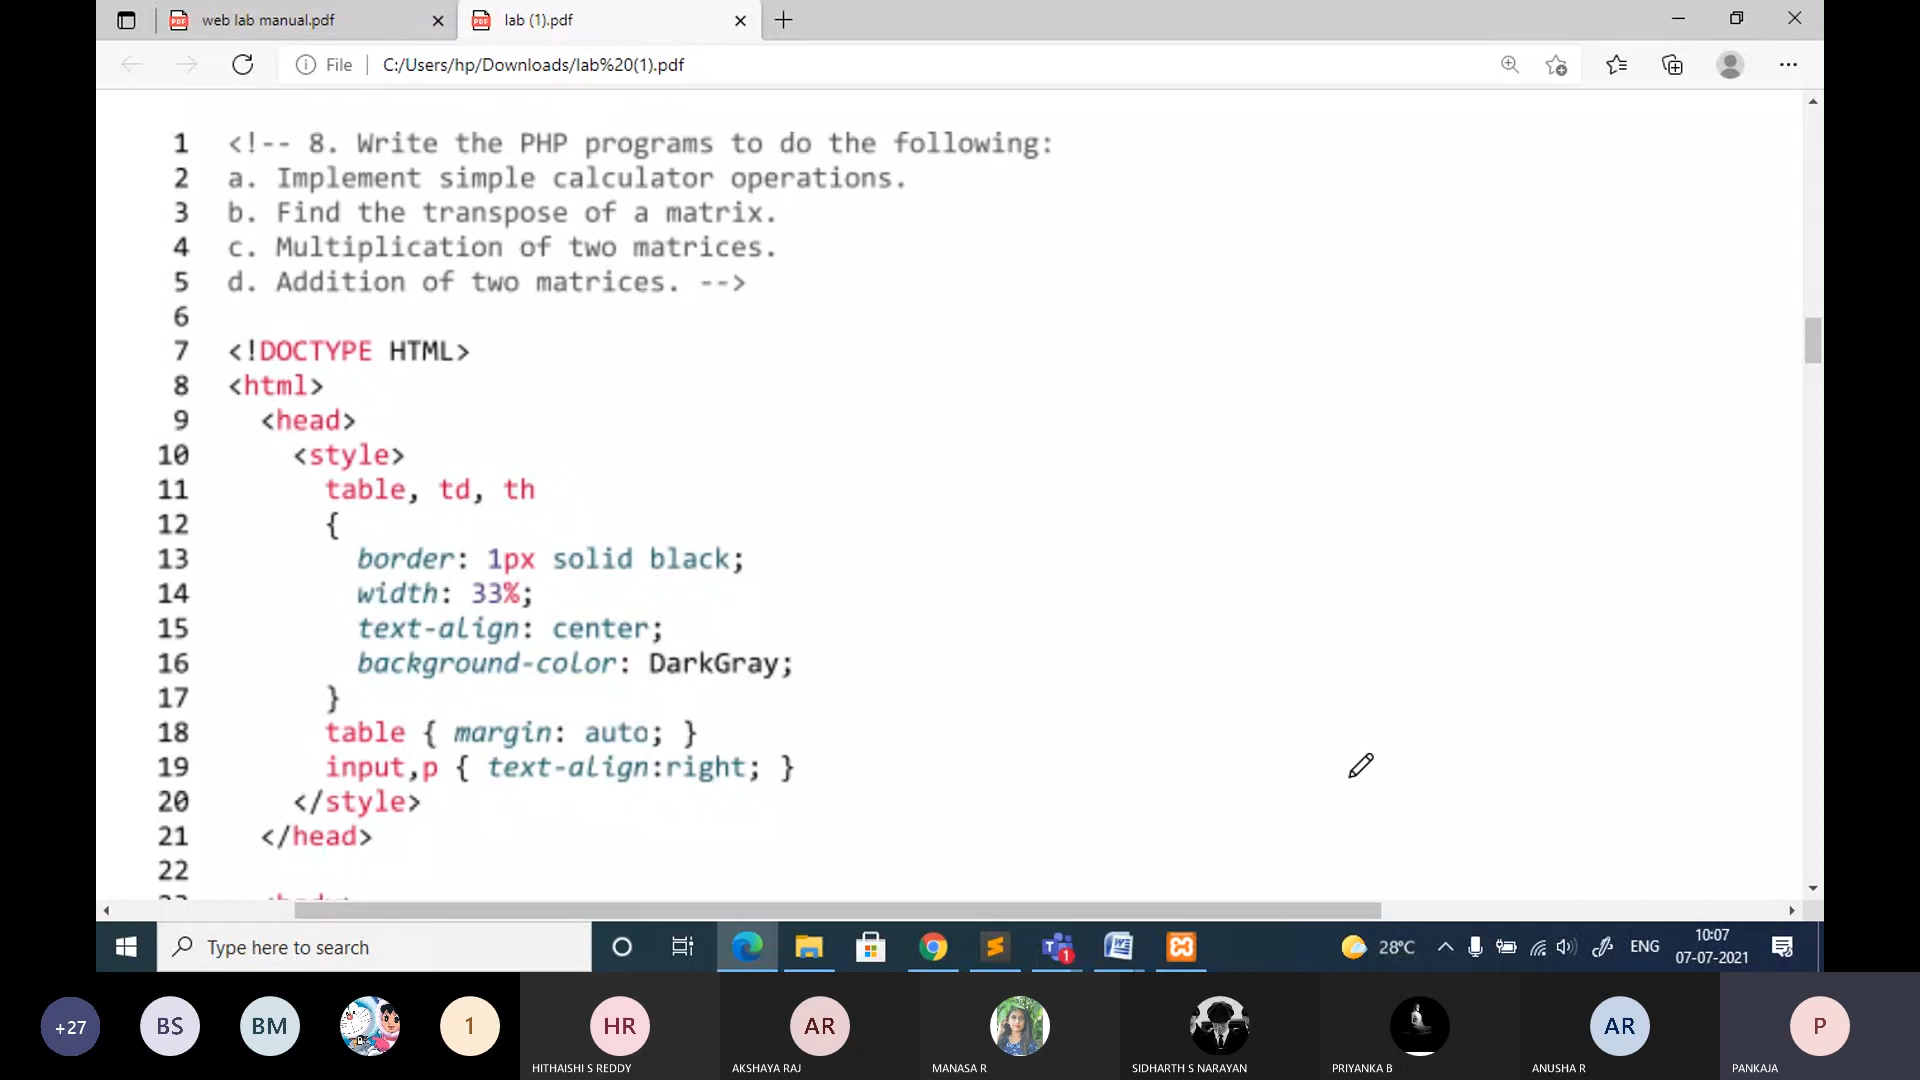 web lab manual.pdf
lab (1).pdf
File
C:/Users/hp/Downloads/lab%20(1).pdf
1 <!-- 8. Write the PHP programs to do the following:
2 a. Implement simple calculator operations.
3 b. Find the transpose of a matrix.
4 c. Multiplication of two matrices.
5 d. Addition of two matrices. -->
6
7 <!DOCTYPE HTML>
8 <html>
9 <head>
10 <style>
11 table, td, th
12 {
13 border: 1px solid black;
14 width: 33%;
15 text-align: center;
16 background-color: DarkGray;
17 }
18 table { margin: auto; }
19 input,p { text-align:right; }
20 </style>
21 </head>
22
Type here to search
1
28°C
ENG
10:07
07-07-2021
+27
BS
BM
1
HR
HITHAISHI S REDDY
AR
AKSHAYA RAJ
MANASA R
SIDHARTH S NARAYAN
PRIYANKA B
AR
ANUSHA R
P
PANKAJA